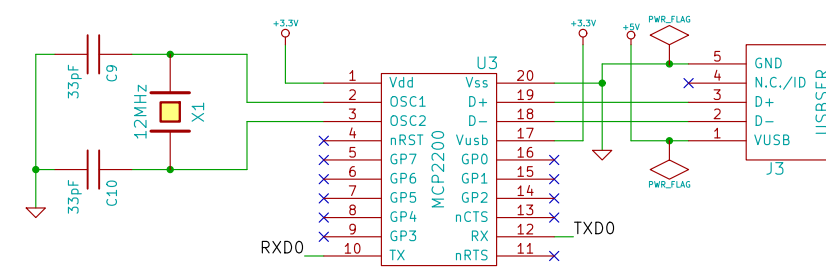 PWR_FLAG
+3.3V
+3.3V
+5V
33pF
C9
12MHz
X1
33pF
C10
U3
MCP2200
1 Vdd
2 OSC1
3 OSC2
4 nRST
5 GP7
6 GP6
7 GP5
8 GP4
9 GP3
10 TX
RXD0
Vss 20
D+ 19
D- 18
Vusb 17
GP0 16
GP1 15
GP2 14
nCTS 13
RX 12
nRTS 11
TXD0
5 GND
4 N.C./ID
3 D+
2 D-
1 VUSB
USBSER
J3
PWR_FLAG